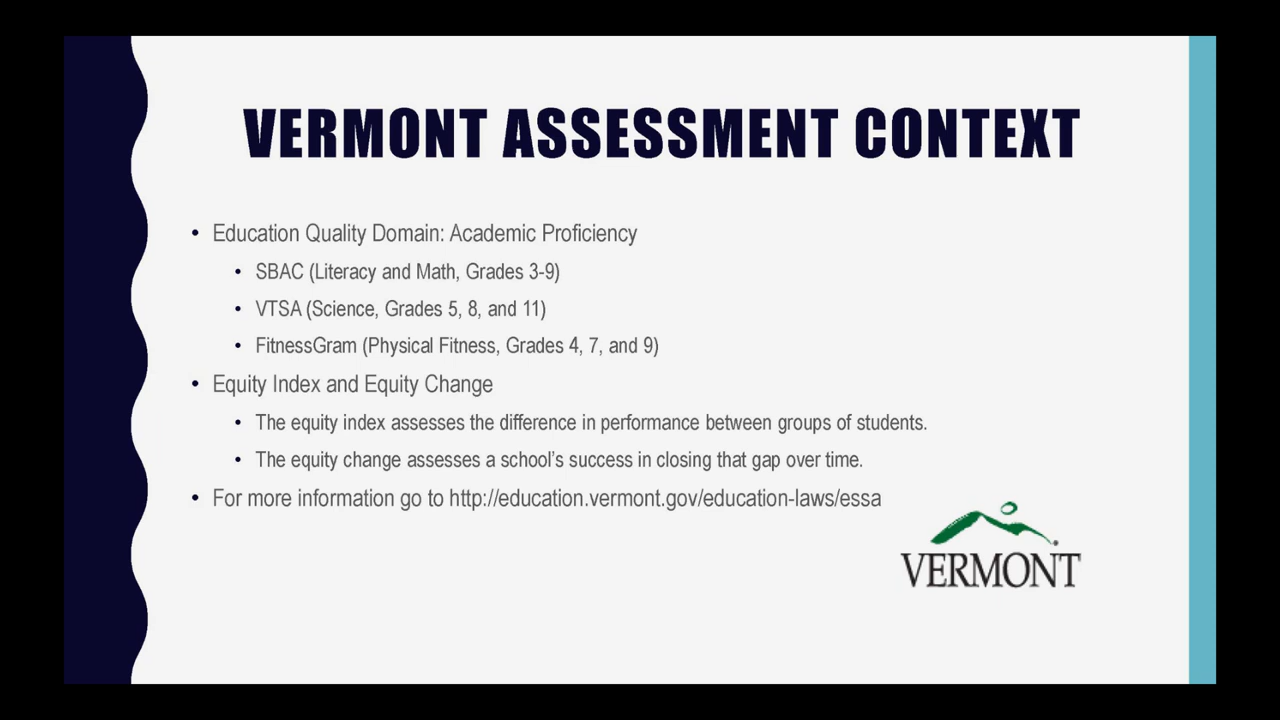 VERMONT ASSESSMENT CONTEXT
• Education Quality Domain: Academic Proficiency
• SBAC (Literacy and Math, Grades 3-9)
• VTSA (Science, Grades 5, 8, and 11)
• FitnessGram (Physical Fitness, Grades 4, 7, and 9)
• Equity Index and Equity Change
• The equity index assesses the difference in performance between groups of students.
• The equity change assesses a school’s success in closing that gap over time.
• For more information go to http://education.vermont.gov/education-laws/essa
VERMONT